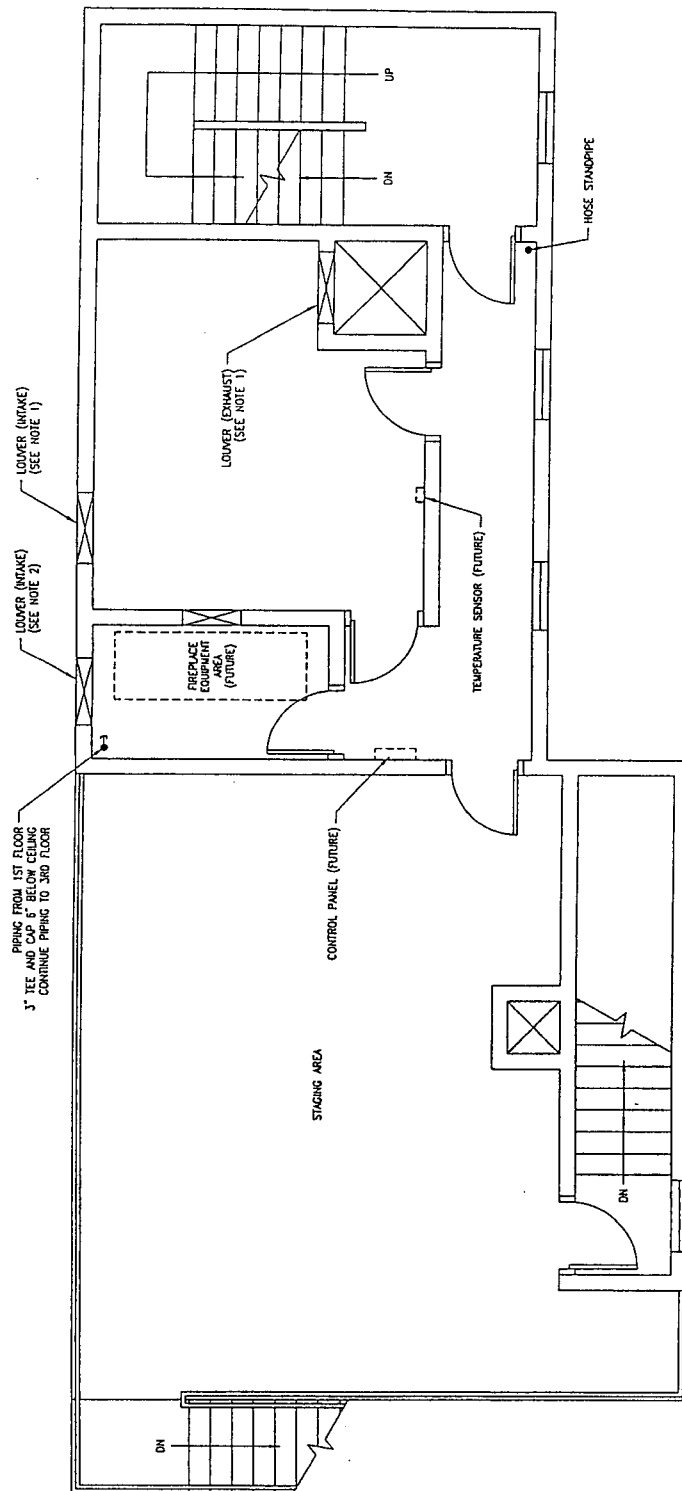 PIPING FROM 1ST FLOOR
3" TEE AND CAP 6" BELOW CEILING
CONTINUE PIPING TO 3RD FLOOR
LOUVER (INTAKE)
(SEE NOTE 2)
LOUVER (INTAKE)
(SEE NOTE 1)
FIREPLACE
EQUIPMENT
AREA
(FUTURE)
LOUVER (EXHAUST)
(SEE NOTE 1)
UP
DN
STAGING AREA
CONTROL PANEL (FUTURE)
TEMPERATURE SENSOR (FUTURE)
HOSE STANDPIPE
DN
DN